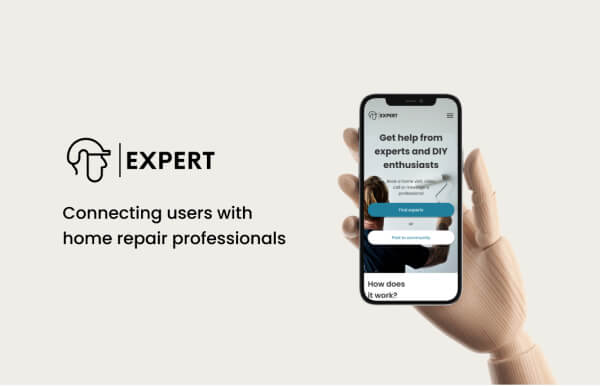 EXPERT
Connecting users with
home repair professionals
EXPERT
Get help from
experts and DIY
enthusiasts
Book a home visit, video
call or message a
professional
Find experts
or
Post to community
How does
it work?